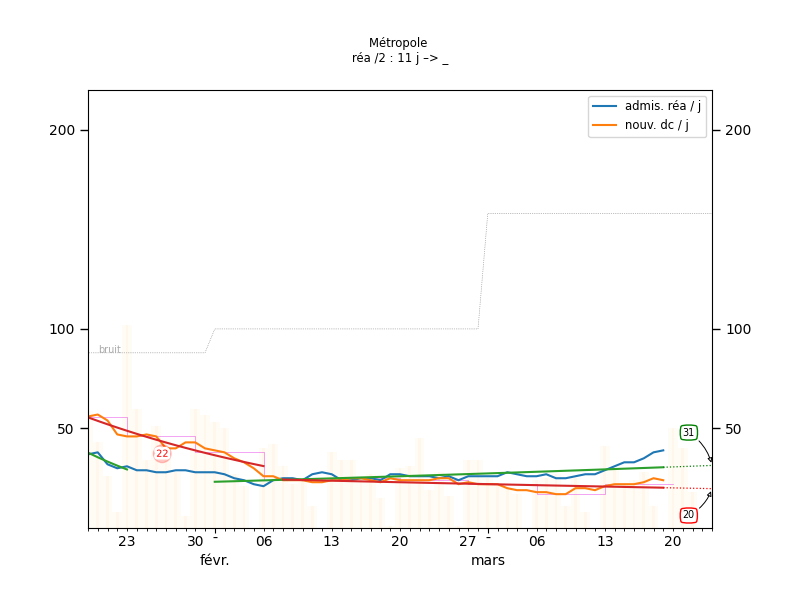 Métropole
réa /2 : 11 j –> _
admis. réa / j
nouv. dc / j
200
200
100
100
bruit
50
50
31
22
20
23
30
-
06
13
20
27
-
06
13
20
févr.
mars